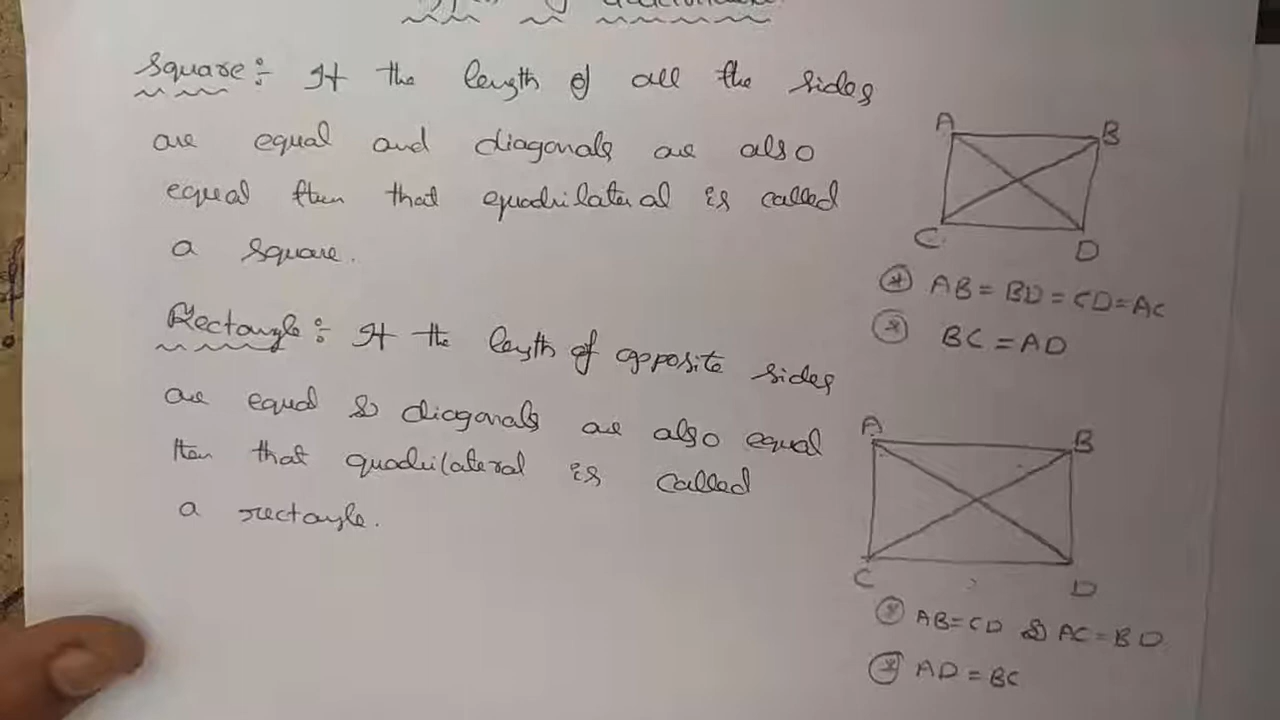 Square :- If the length of all the sides
are equal and diagonals are also
equal then that quadrilateral is called
a square.
A B
C D
* AB = BD = CD = AC
* BC = AD
Rectangle :- If the length of opposite sides
are equal & diagonals are also equal
then that quadrilateral is called
a rectangle.
A B
C D
* AB = CD & AC = BD
* AD = BC